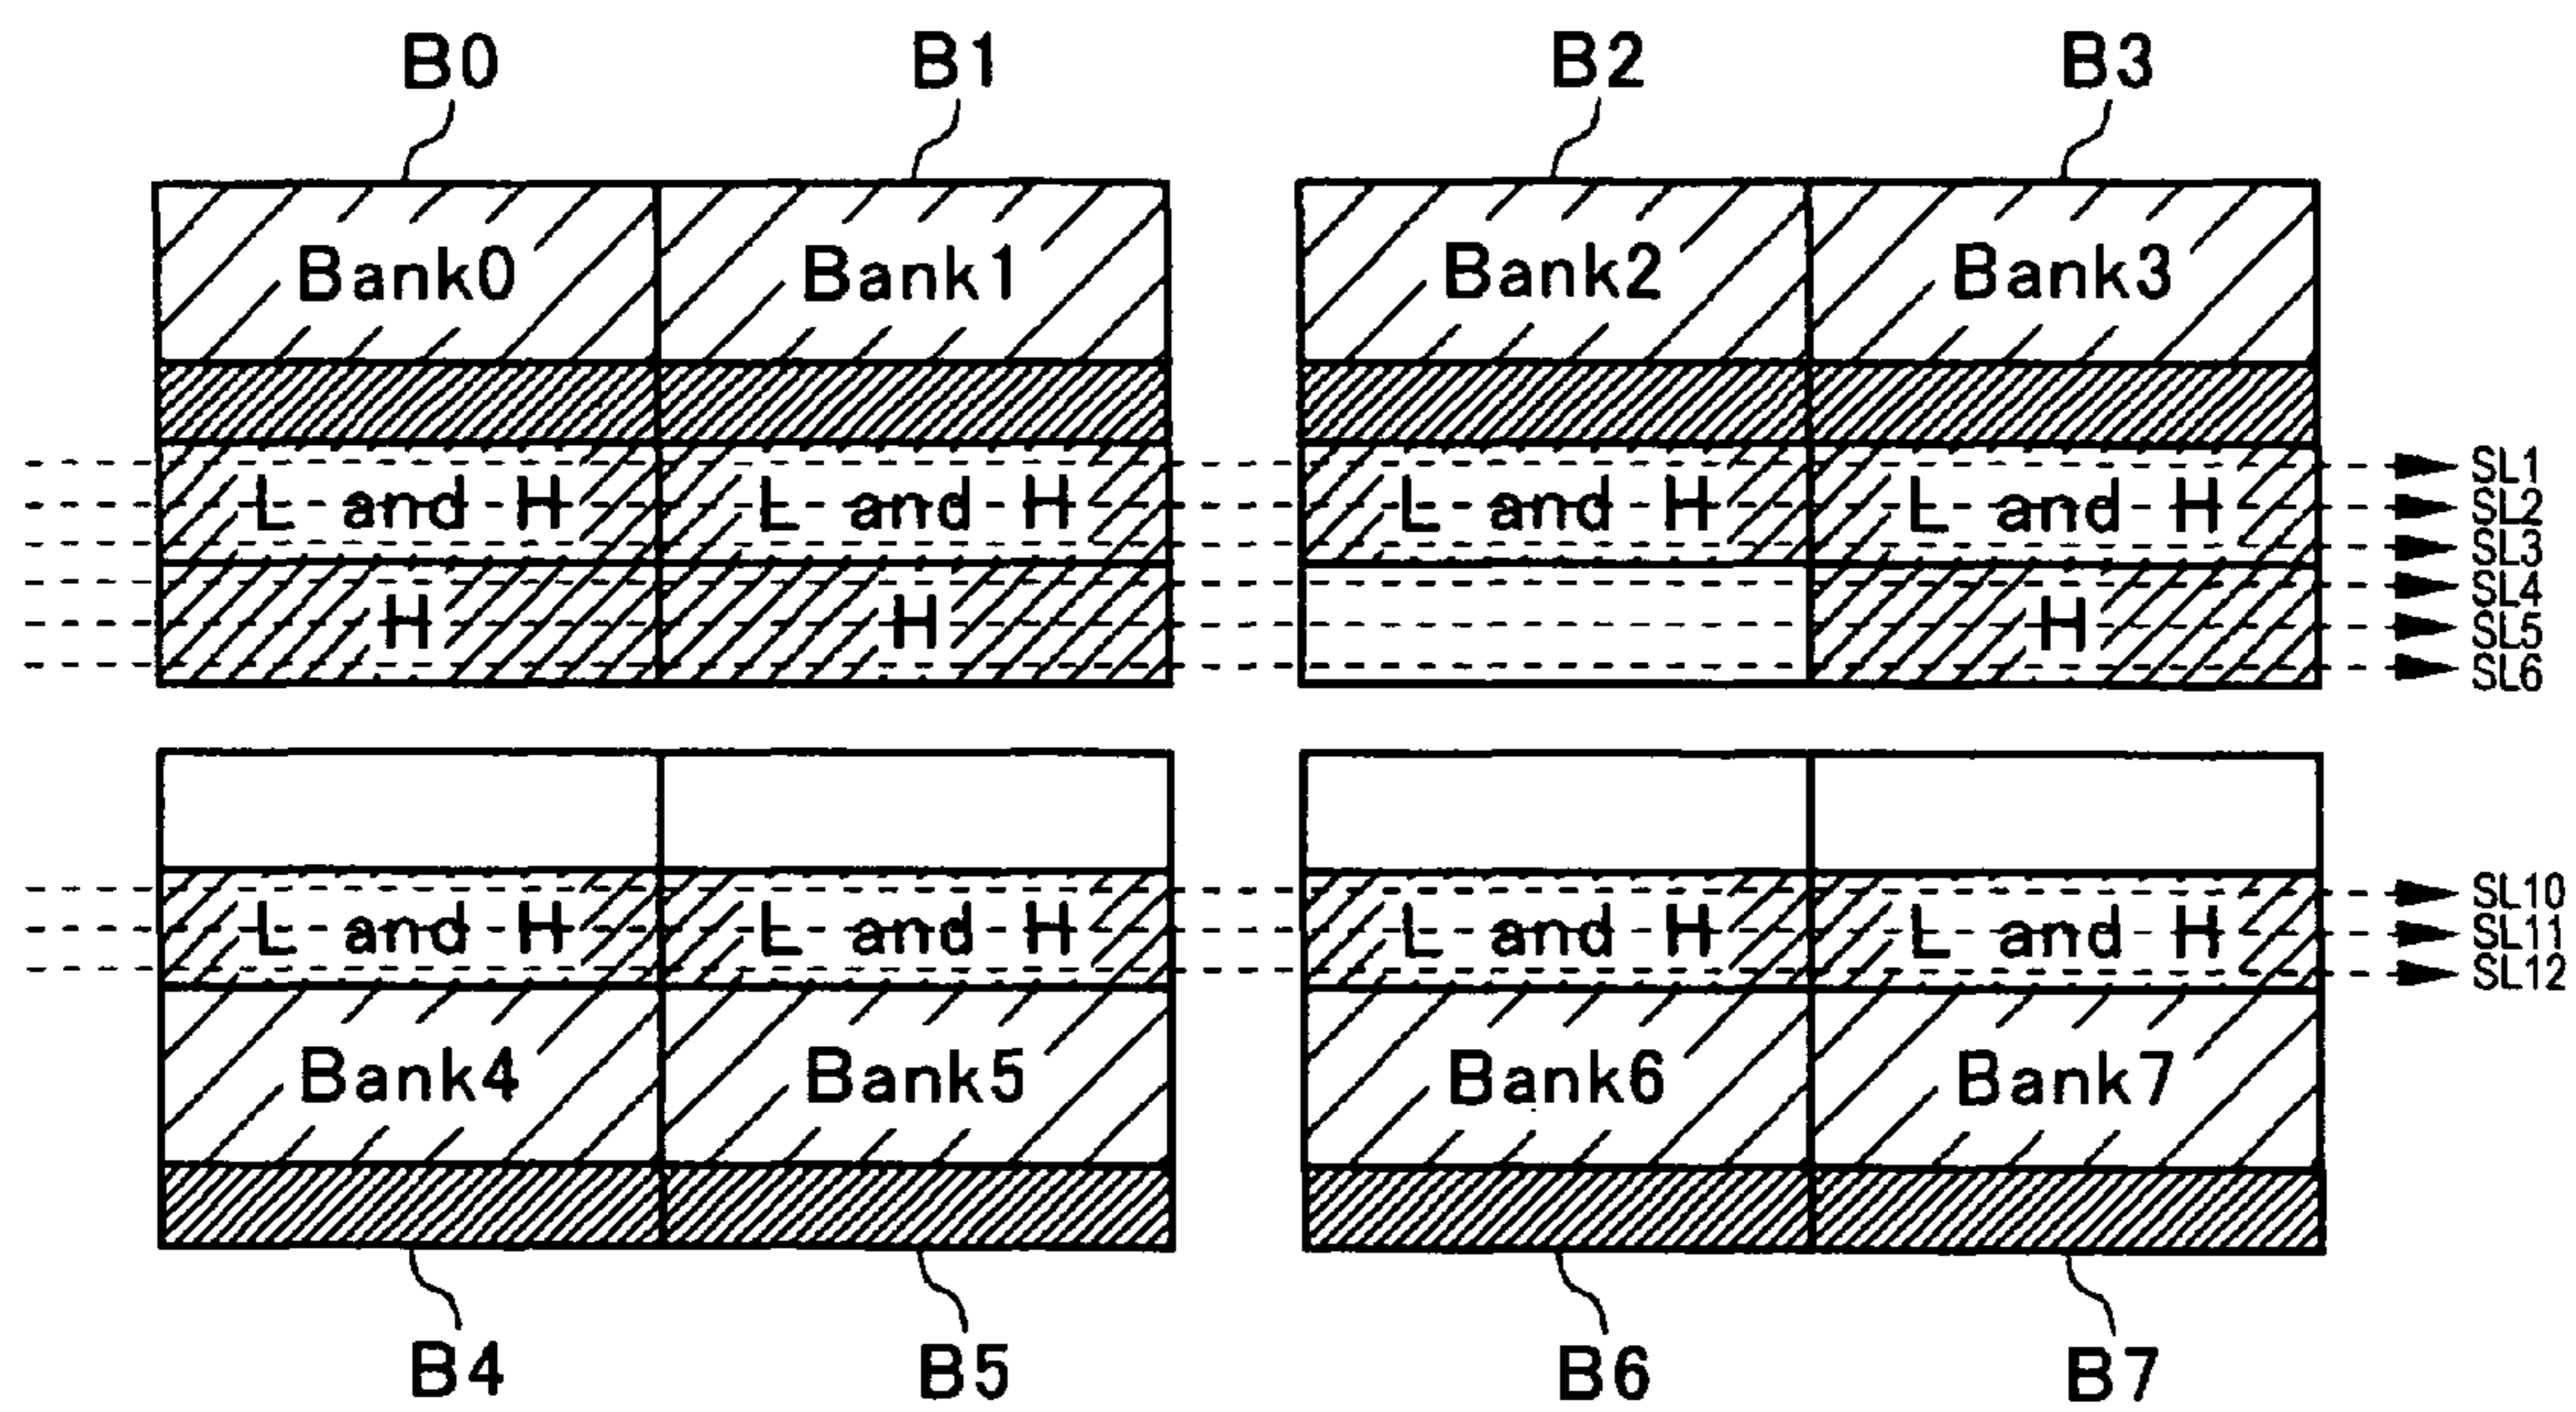 B0 B1 B2 B3
Bank0 Bank1 Bank2 Bank3
SL1
L and H L and H L and H L and H SL2
SL3
SL4
H H H SL5
SL6
SL10
L and H L and H L and H L and H SL11
SL12
Bank4 Bank5 Bank6 Bank7
B4 B5 B6 B7